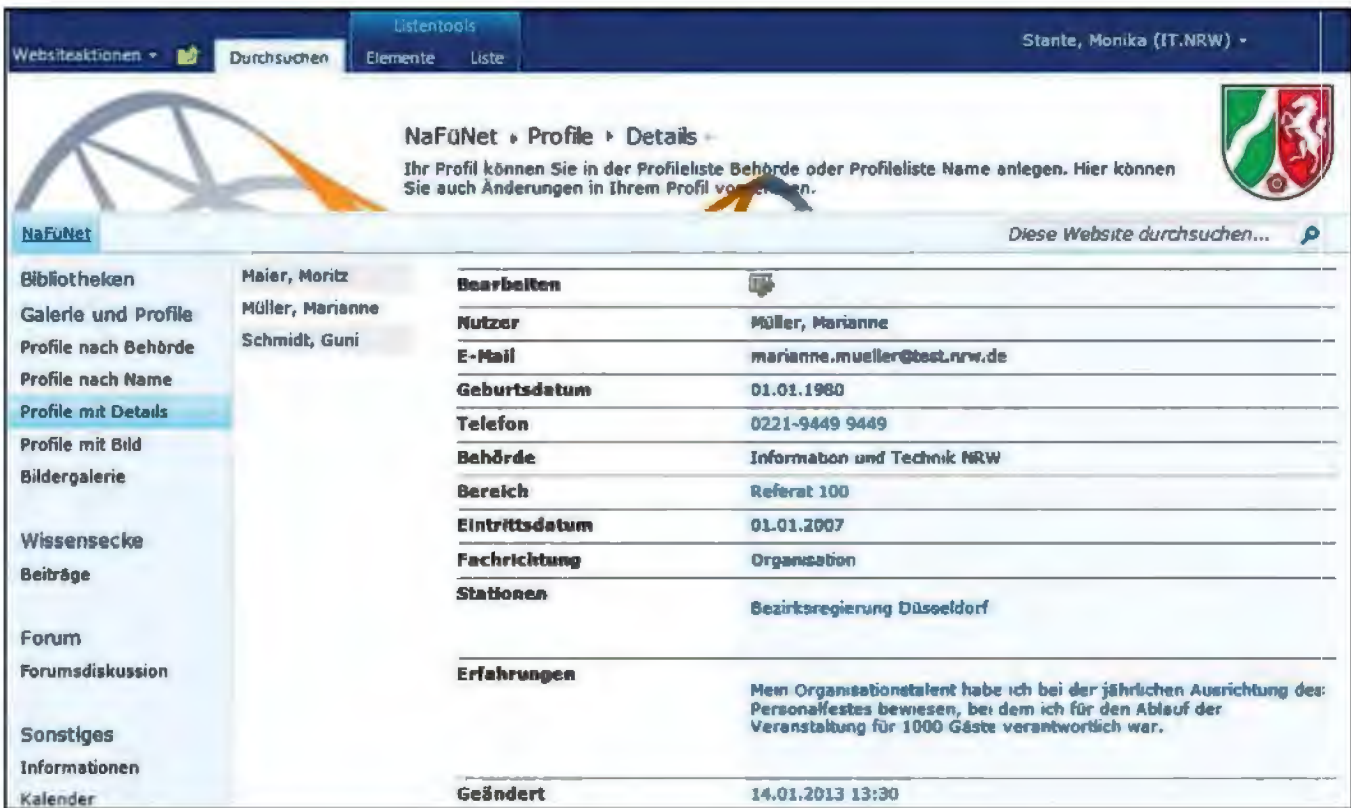 Listentools
Websiteaktionen
Durchsuchen
Elemente
Liste
Stante, Monika (IT.NRW)
NaFüNet ▸ Profile ▸ Details
Ihr Profil können Sie in der Profileliste Behörde oder Profileliste Name anlegen. Hier können
Sie auch Änderungen in Ihrem Profil
NaFüNet
Diese Website durchsuchen...
Bibliotheken
Galerie und Profile
Profile nach Behörde
Profile nach Name
Profile mit Details
Profile mit Bild
Bildergalerie
Wissensecke
Beiträge
Forum
Forumsdiskussion
Sonstiges
Informationen
Kalender
Maier, Moritz
Müller, Marianne
Schmidt, Guni
Bearbeiten
Nutzer Müller, Marianne
E-Mail marianne.mueller@test.nrw.de
Geburtsdatum 01.01.1980
Telefon 0221-9449 9449
Behörde Information und Technik NRW
Bereich Referat 100
Eintrittsdatum 01.01.2007
Fachrichtung Organisation
Stationen
Bezirksregierung Düsseldorf
Erfahrungen
Mein Organisationstalent habe ich bei der jährlichen Ausrichtung des
Personalfestes bewiesen, bei dem ich für den Ablauf der
Veranstaltung für 1000 Gäste verantwortlich war.
Geändert 14.01.2013 13:30